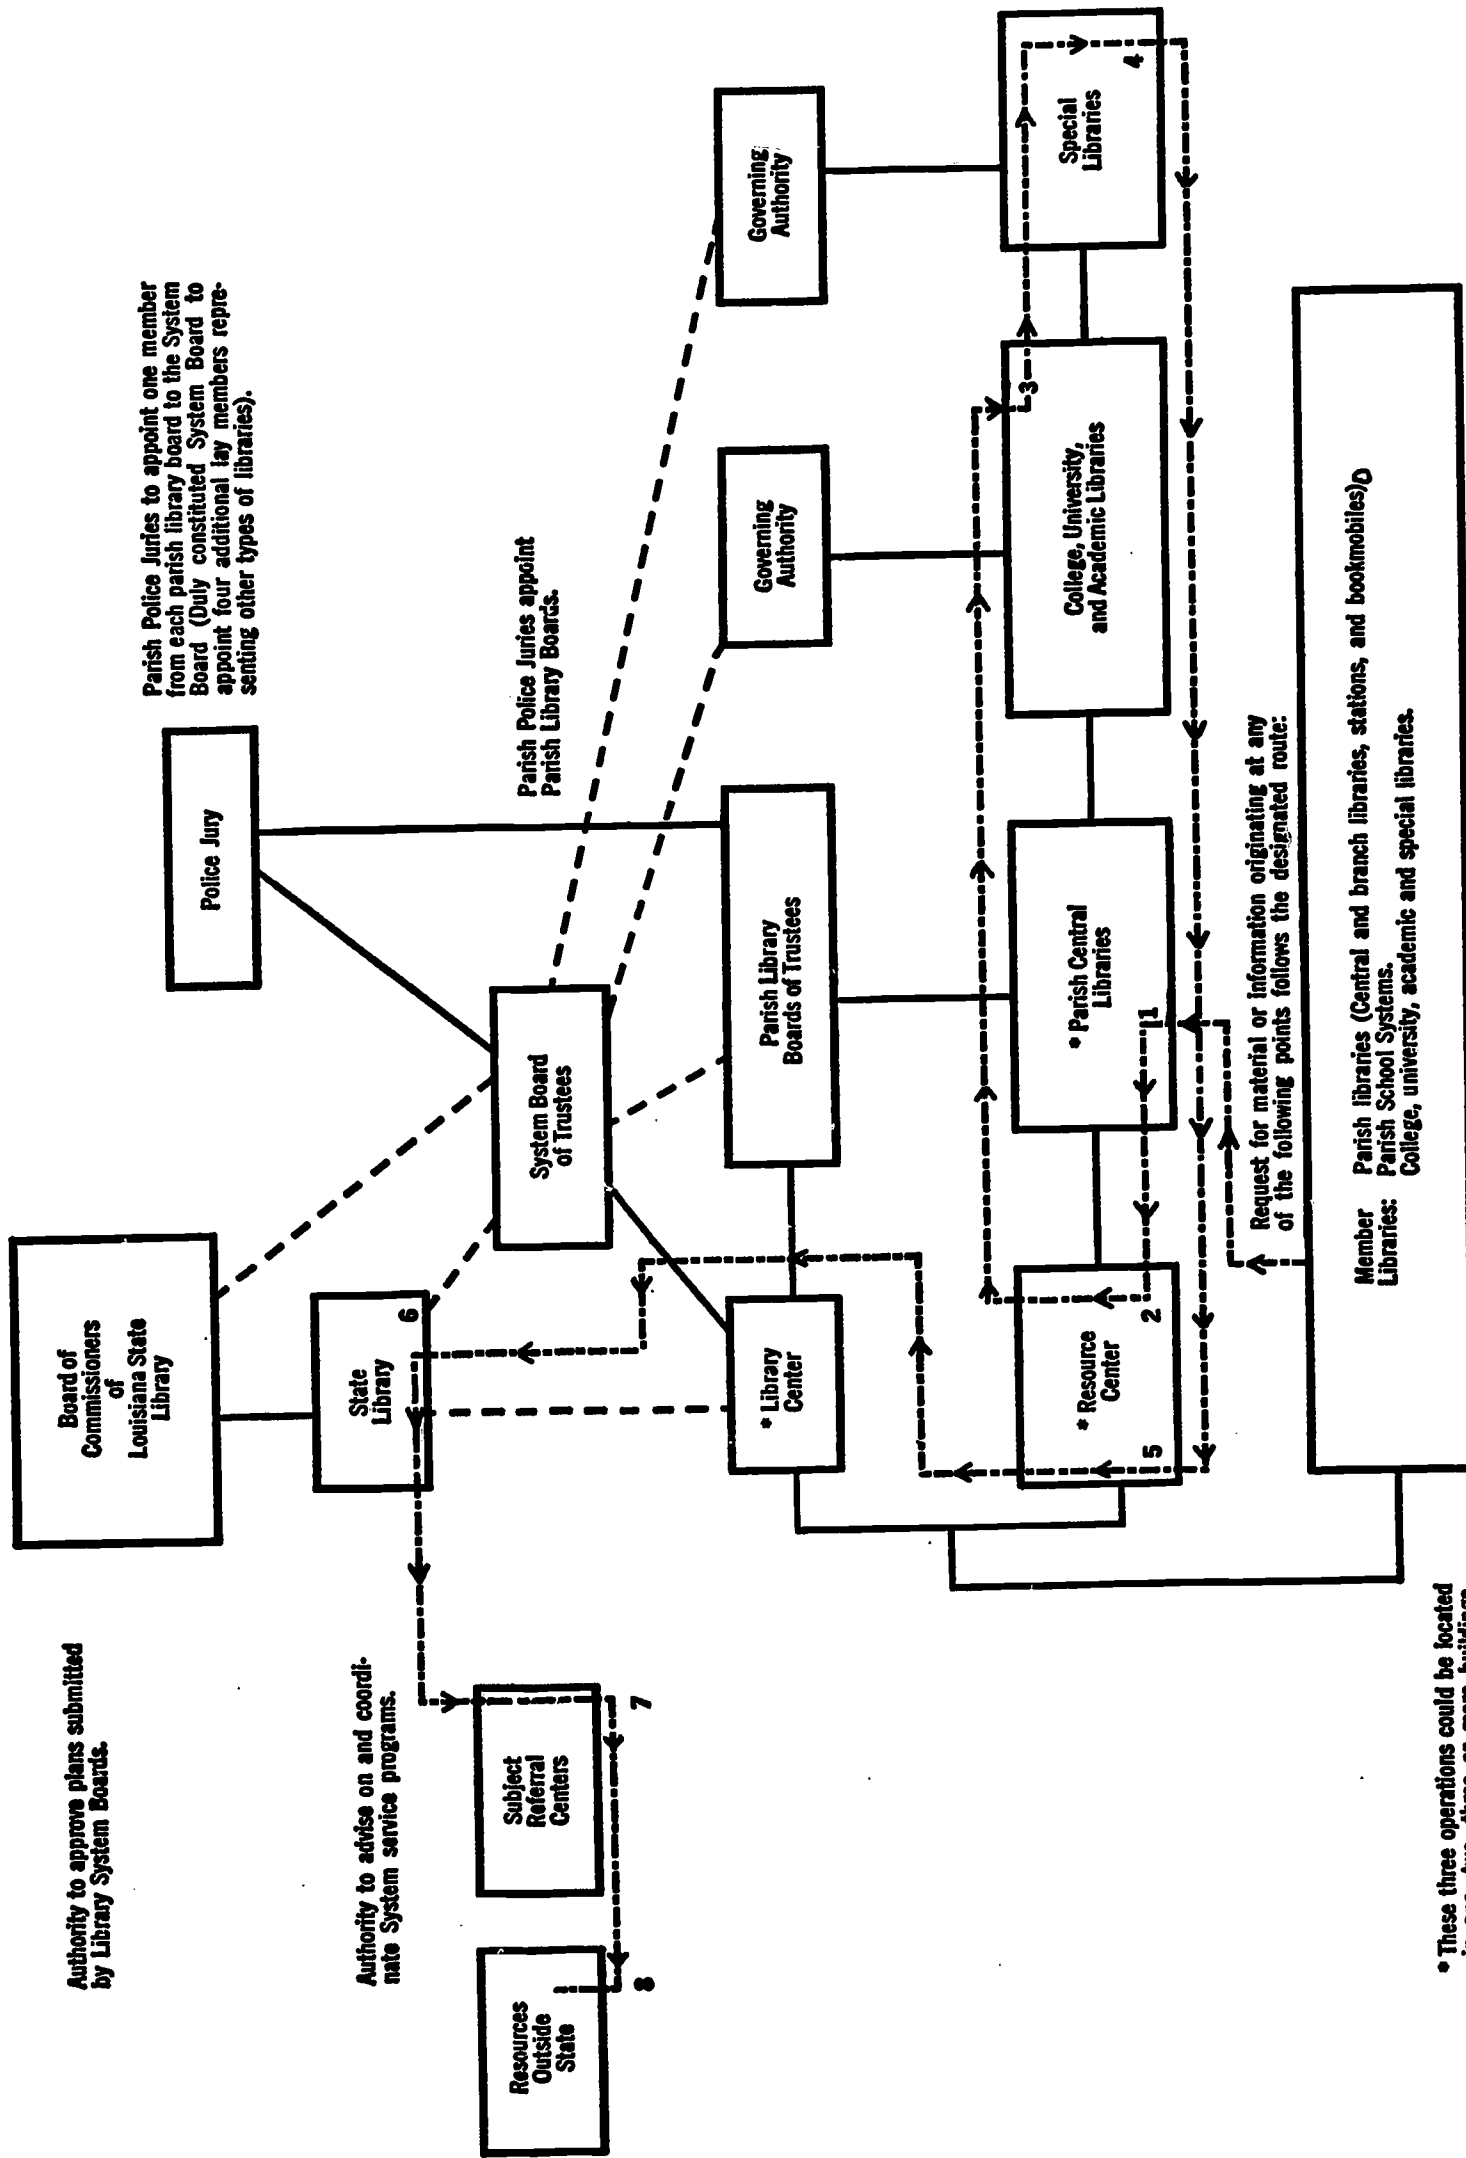 Board of
Commissioners
of
Louisiana State
Library
Authority to approve plans submitted
by Library System Boards.
Police Jury
Parish Police Juries to appoint one member
from each parish library board to the System
Board (Duly constituted System Board to
appoint four additional lay members repre-
senting other types of libraries).
State
Library
6
Authority to advise on and coordi-
nate System service programs.
Resources
Outside
State
8
Subject
Referral
Centers
7
System Board
of Trustees
Parish Police Juries appoint
Parish Library Boards.
* Library
Center
Parish Library
Boards of Trustees
Governing
Authority
Governing
Authority
* Resource
Center
5
2
* Parish Central
Libraries
1
College, University,
and Academic Libraries
3
Special
Libraries
4
Request for material or information originating at any
of the following points follows the designated route:
Member Libraries: Parish libraries (Central and branch libraries, stations, and bookmobiles)
Parish School Systems.
College, university, academic and special libraries.
* These three operations could be located
in one, two, three or more buildings